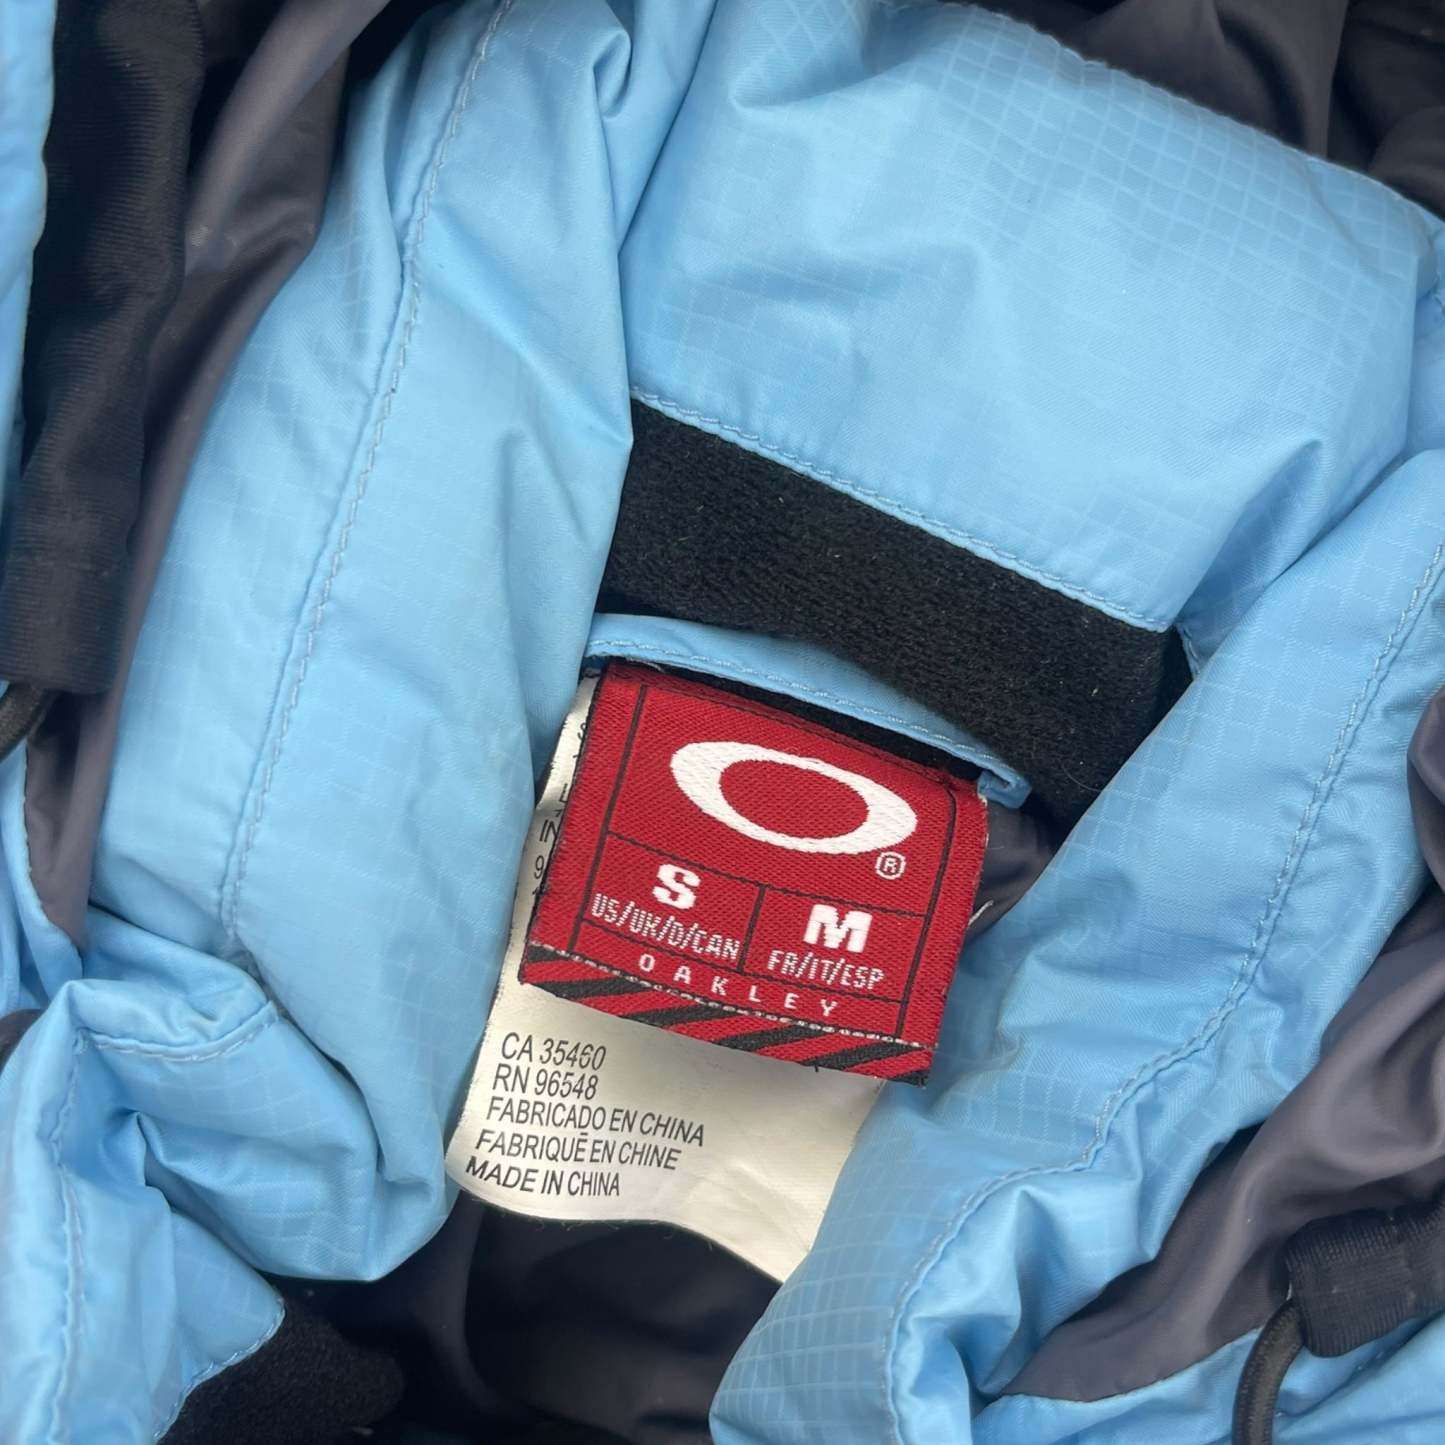 ®
S
US/UK/D/CAN
M
FR/IT/ESP
OAKLEY
CA 35460
RN 96548
FABRICADO EN CHINA
FABRIQUÉ EN CHINE
MADE IN CHINA